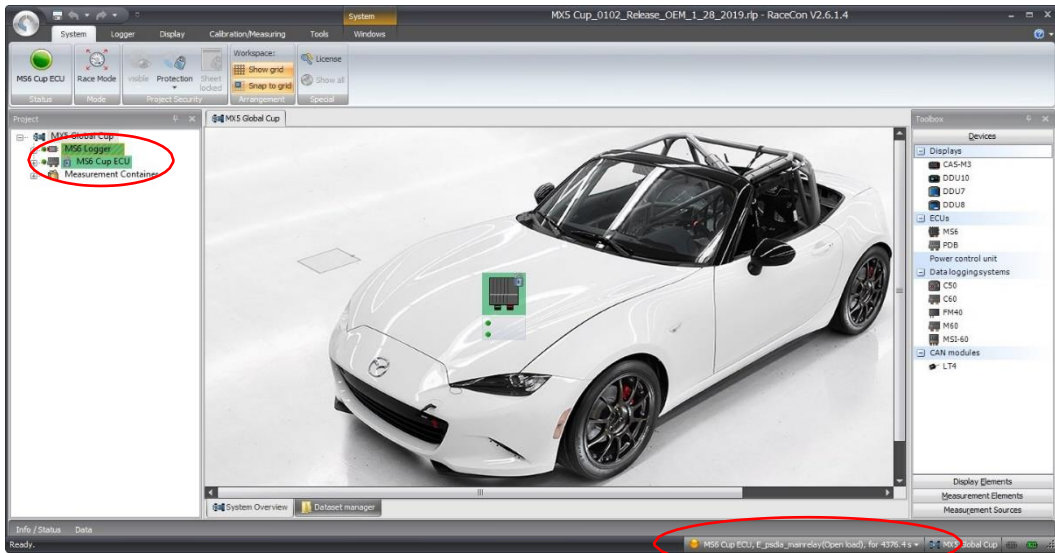 System
MX5 Cup_0102_Release_OEM_1_28_2019.rlp - RaceCon V2.6.1.4
System Logger Display Calibration/Measuring Tools Windows
MS6 Cup ECU
Status
Race Mode
Mode
visible
Protection
Sheet
locked
Project Security
Workspace:
Show grid
Snap to grid
Arrangement
License
Show all
Special
Project
MX5 Global Cup
MS6 Logger
MS6 Cup ECU
Measurement Container
MX5 Global Cup
System Overview
Dataset manager
Toolbox
Devices
Displays
CAS-M3
DDU10
DDU7
DDU8
ECUs
MS6
PDB
Power control unit
Data logging systems
C50
C60
FM40
M60
MSI-60
CAN modules
LT4
Display Elements
Measurement Elements
Measurement Sources
Info / Status Data
Ready.
MS6 Cup ECU, E_psdia_mainrelay(Open load), for 4376.4 s
MX5 Global Cup